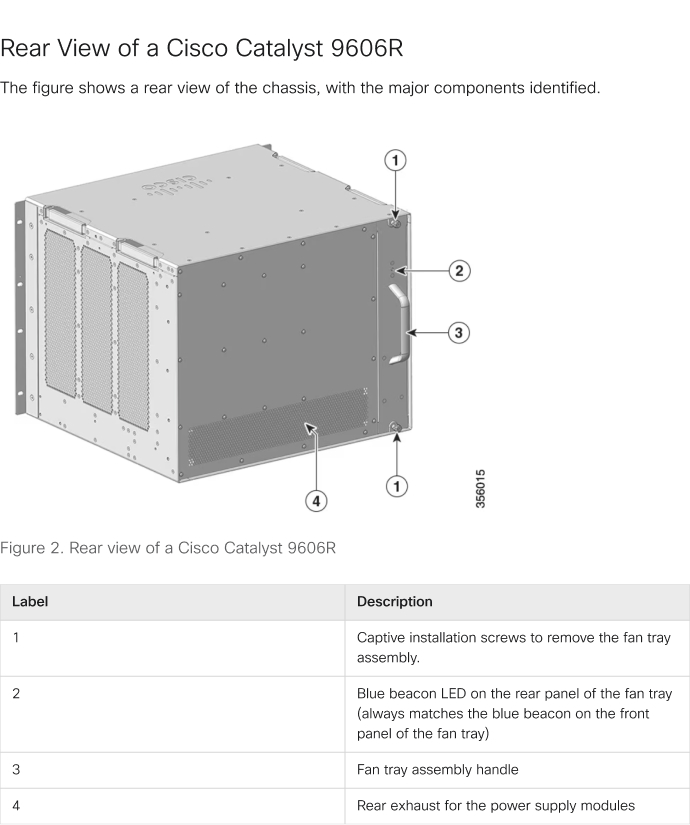 Rear View of a Cisco Catalyst 9606R
The figure shows a rear view of the chassis, with the major components identified.
CISCO
1
2
3
1
4
356015
Figure 2. Rear view of a Cisco Catalyst 9606R
Label Description
1 Captive installation screws to remove the fan tray
assembly.
2 Blue beacon LED on the rear panel of the fan tray
(always matches the blue beacon on the front
panel of the fan tray)
3 Fan tray assembly handle
4 Rear exhaust for the power supply modules